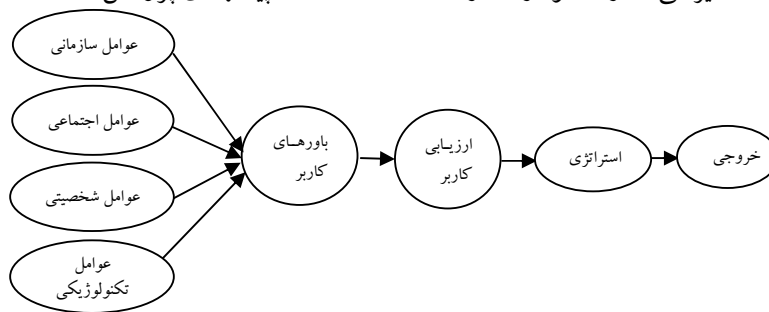 عوامل سازمانی
عوامل اجتماعی
عوامل شخصیتی
عوامل
تکنولوژیکی
باورهـای
کاربر
ارزیـابی
کاربر
استراتژی
خروجی